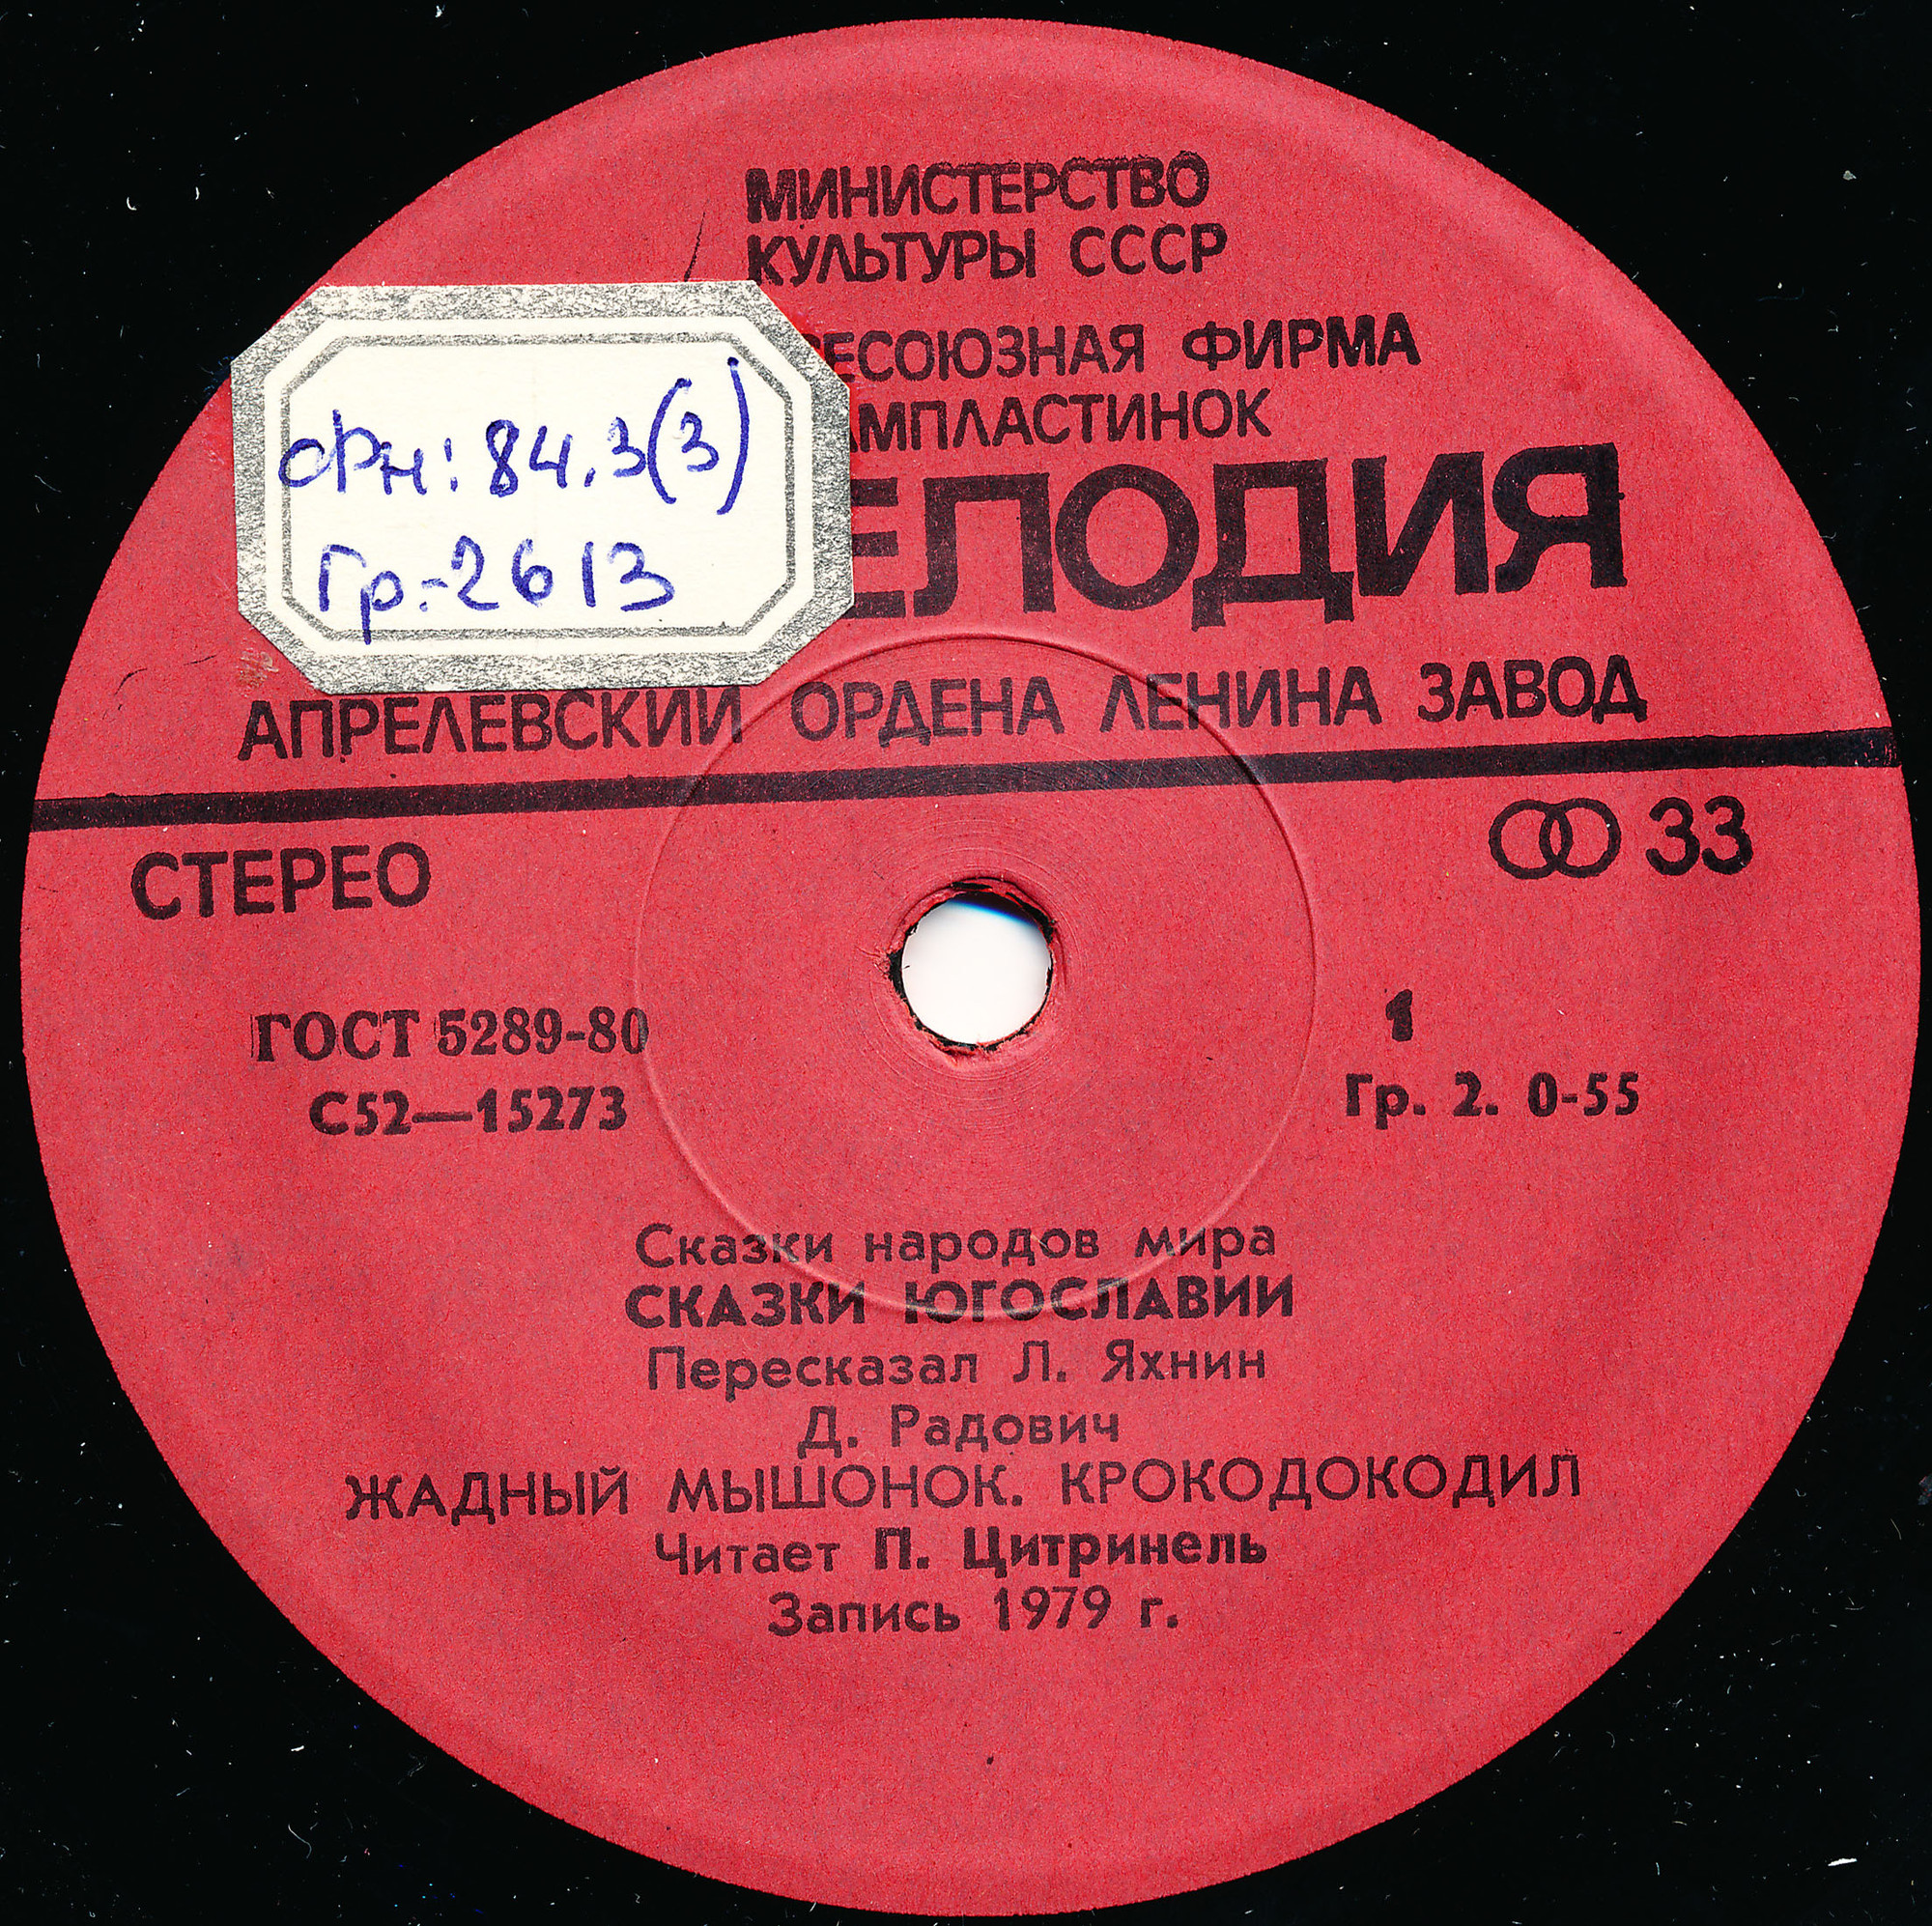 МИНИСТЕРСТВО
КУЛЬТУРЫ СССР
ЕСОЮЗНАЯ ФИРМА
АМПЛАСТИНОК
ЕЛОДИЯ
Фн: 84.3(3)
Гр.-2613
АПРЕЛЕВСКИЙ ОРДЕНА ЛЕНИНА ЗАВОД
СТЕРЕО
33
ГОСТ 5289-80
1
С52—15273
Гр. 2. 0-55
Сказки народов мира
СКАЗКИ ЮГОСЛАВИИ
Пересказал Л. Яхнин
Д. Радович
ЖАДНЫЙ МЫШОНОК. КРОКОДОКОДИЛ
Читает П. Цитринель
Запись 1979 г.